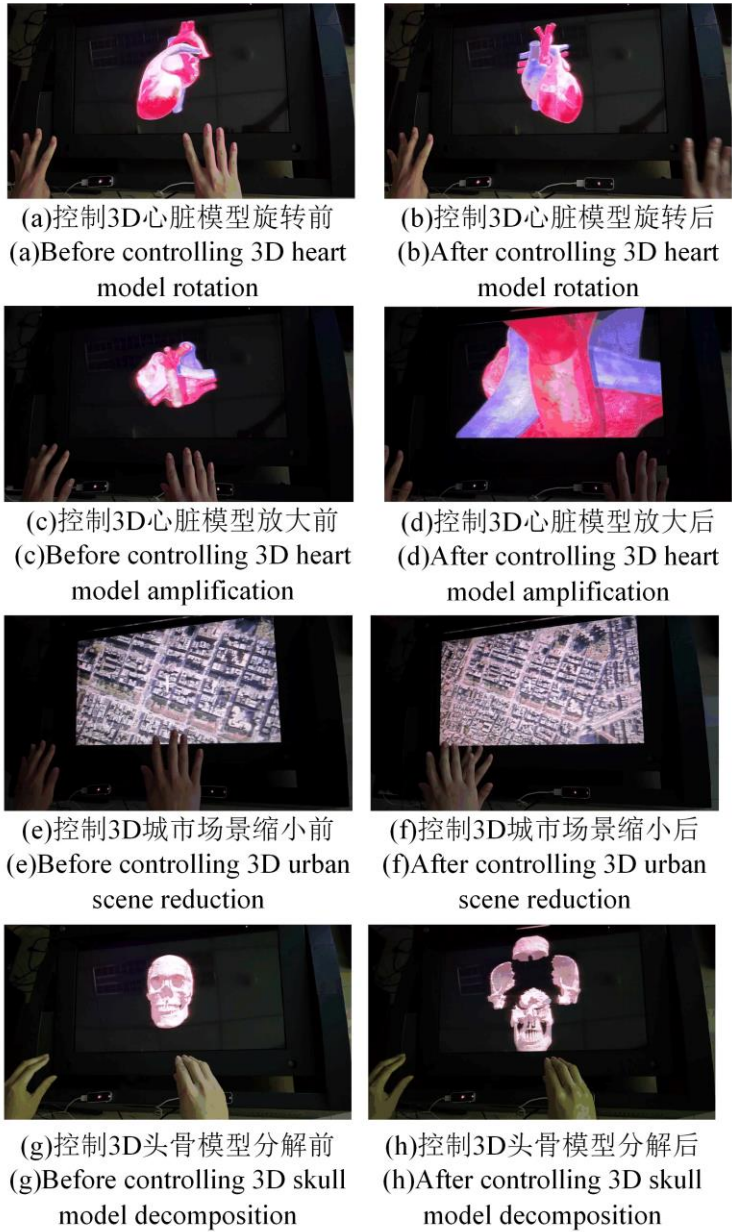 (a)控制3D心脏模型旋转前
(a)Before controlling 3D heart
model rotation
(b)控制3D心脏模型旋转后
(b)After controlling 3D heart
model rotation
(c)控制3D心脏模型放大前
(c)Before controlling 3D heart
model amplification
(d)控制3D心脏模型放大后
(d)After controlling 3D heart
model amplification
(e)控制3D城市场景缩小前
(e)Before controlling 3D urban
scene reduction
(f)控制3D城市场景缩小后
(f)After controlling 3D urban
scene reduction
(g)控制3D头骨模型分解前
(g)Before controlling 3D skull
model decomposition
(h)控制3D头骨模型分解后
(h)After controlling 3D skull
model decomposition